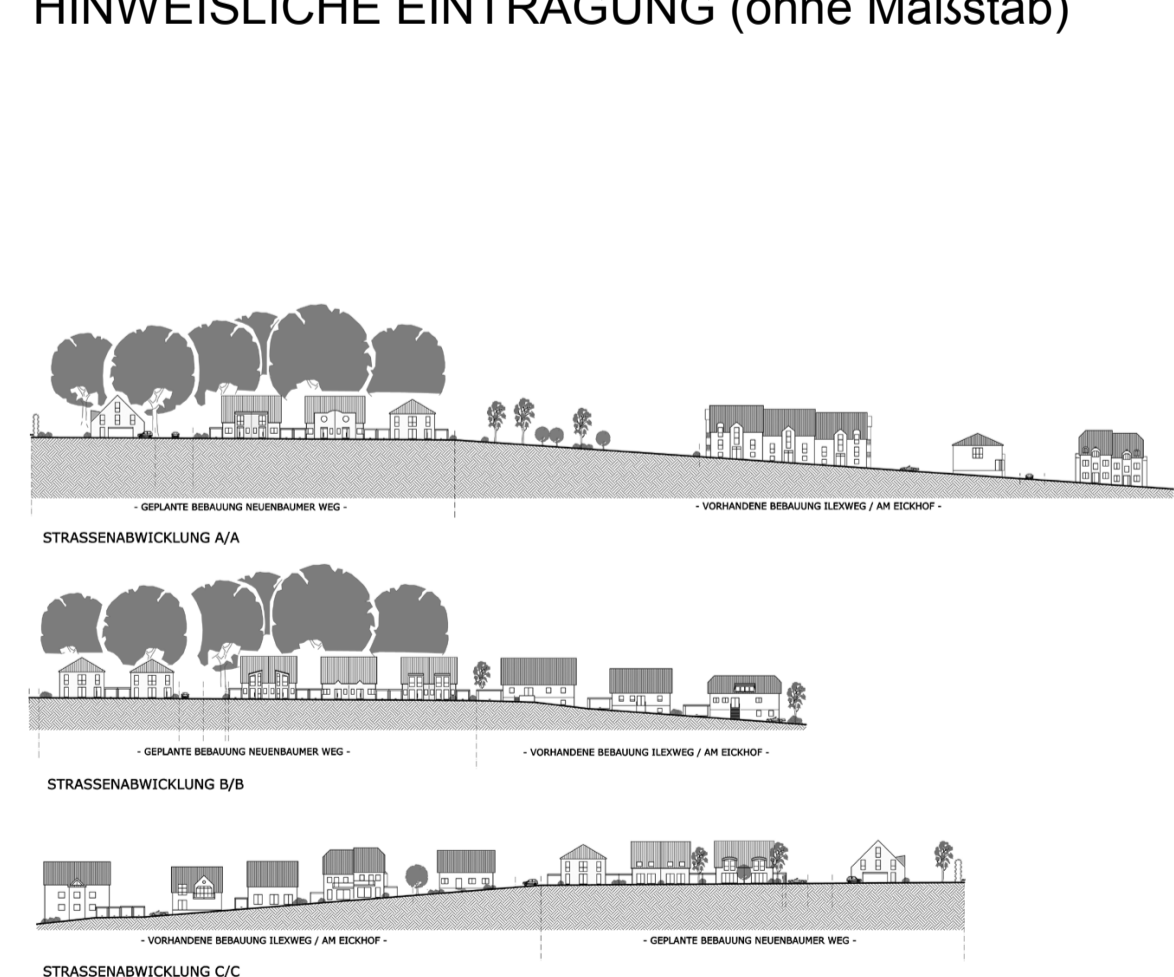 HINWEISLICHE EINTRAGUNG (ohne Maßstab)
- GEPLANTE BEBAUUNG NEUENBAUMER WEG -
- VORHANDENE BEBAUUNG ILEXWEG / AM EICKHOF -
STRASSENABWICKLUNG A/A
- GEPLANTE BEBAUUNG NEUENBAUMER WEG -
- VORHANDENE BEBAUUNG ILEXWEG / AM EICKHOF -
STRASSENABWICKLUNG B/B
- VORHANDENE BEBAUUNG ILEXWEG / AM EICKHOF -
- GEPLANTE BEBAUUNG NEUENBAUMER WEG -
STRASSENABWICKLUNG C/C